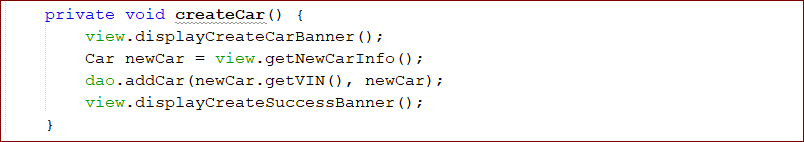 private void createCar() {
view.displayCreateCarBanner();
Car newCar = view.getNewCarInfo();
dao.addCar(newCar.getVIN(), newCar);
view.displayCreateSuccessBanner();
}